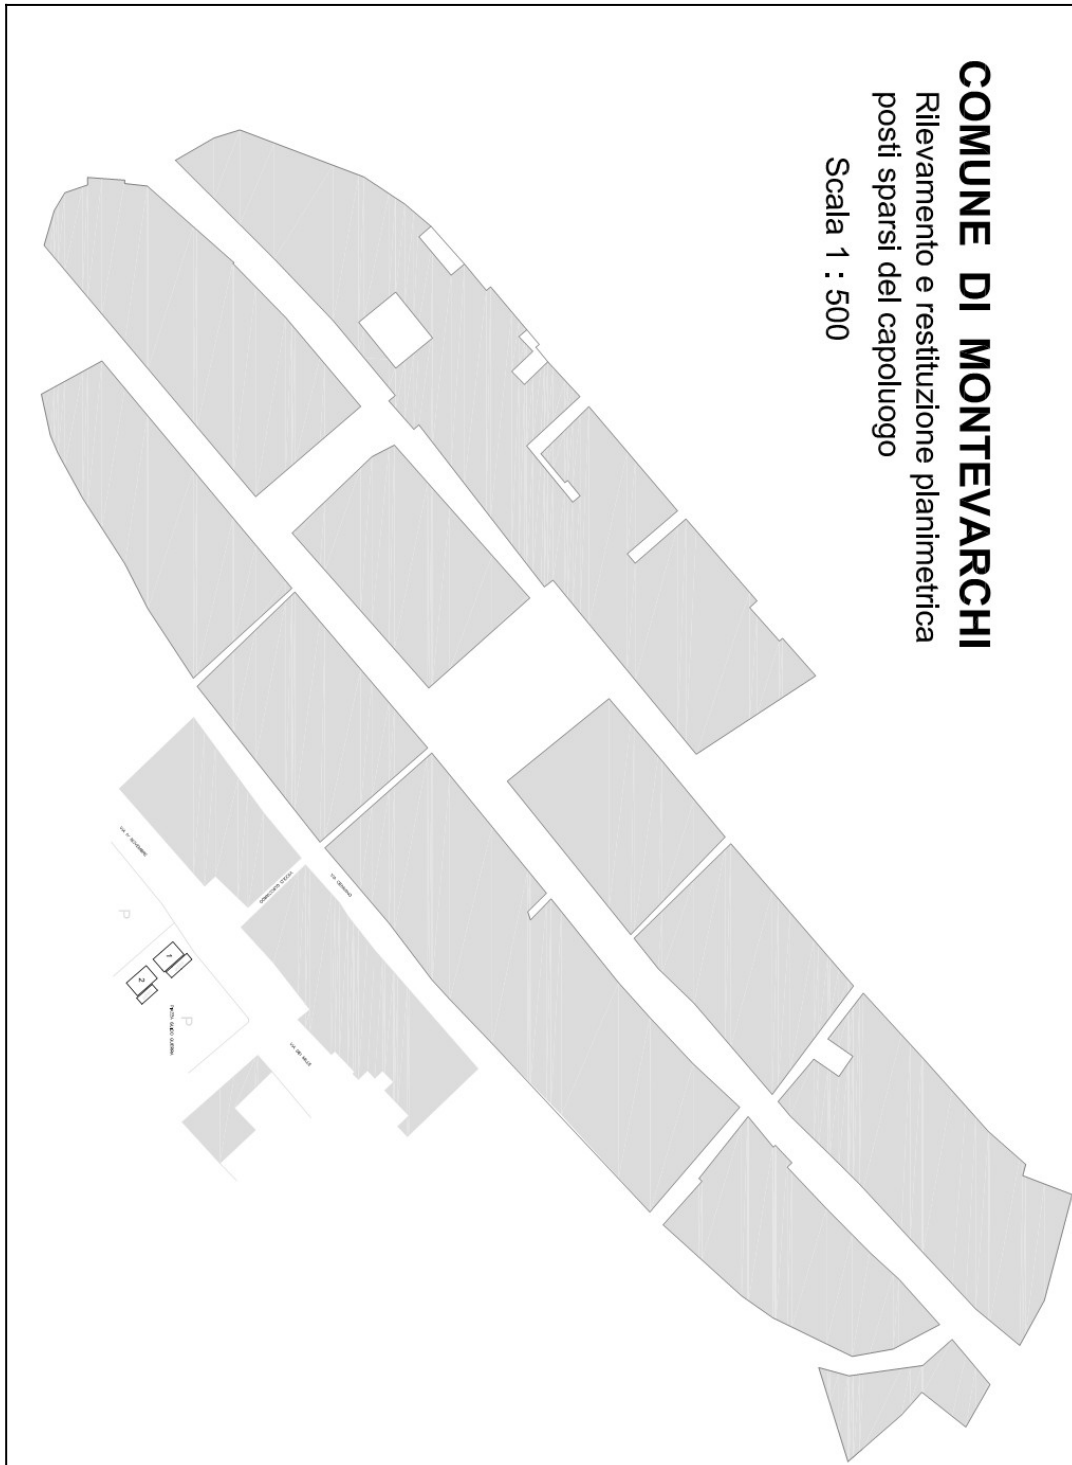 COMUNE DI MONTEVARCHI
Rilevamento e restituzione planimetrica
posti sparsi del capoluogo
Scala 1 : 500
P
1
2
P